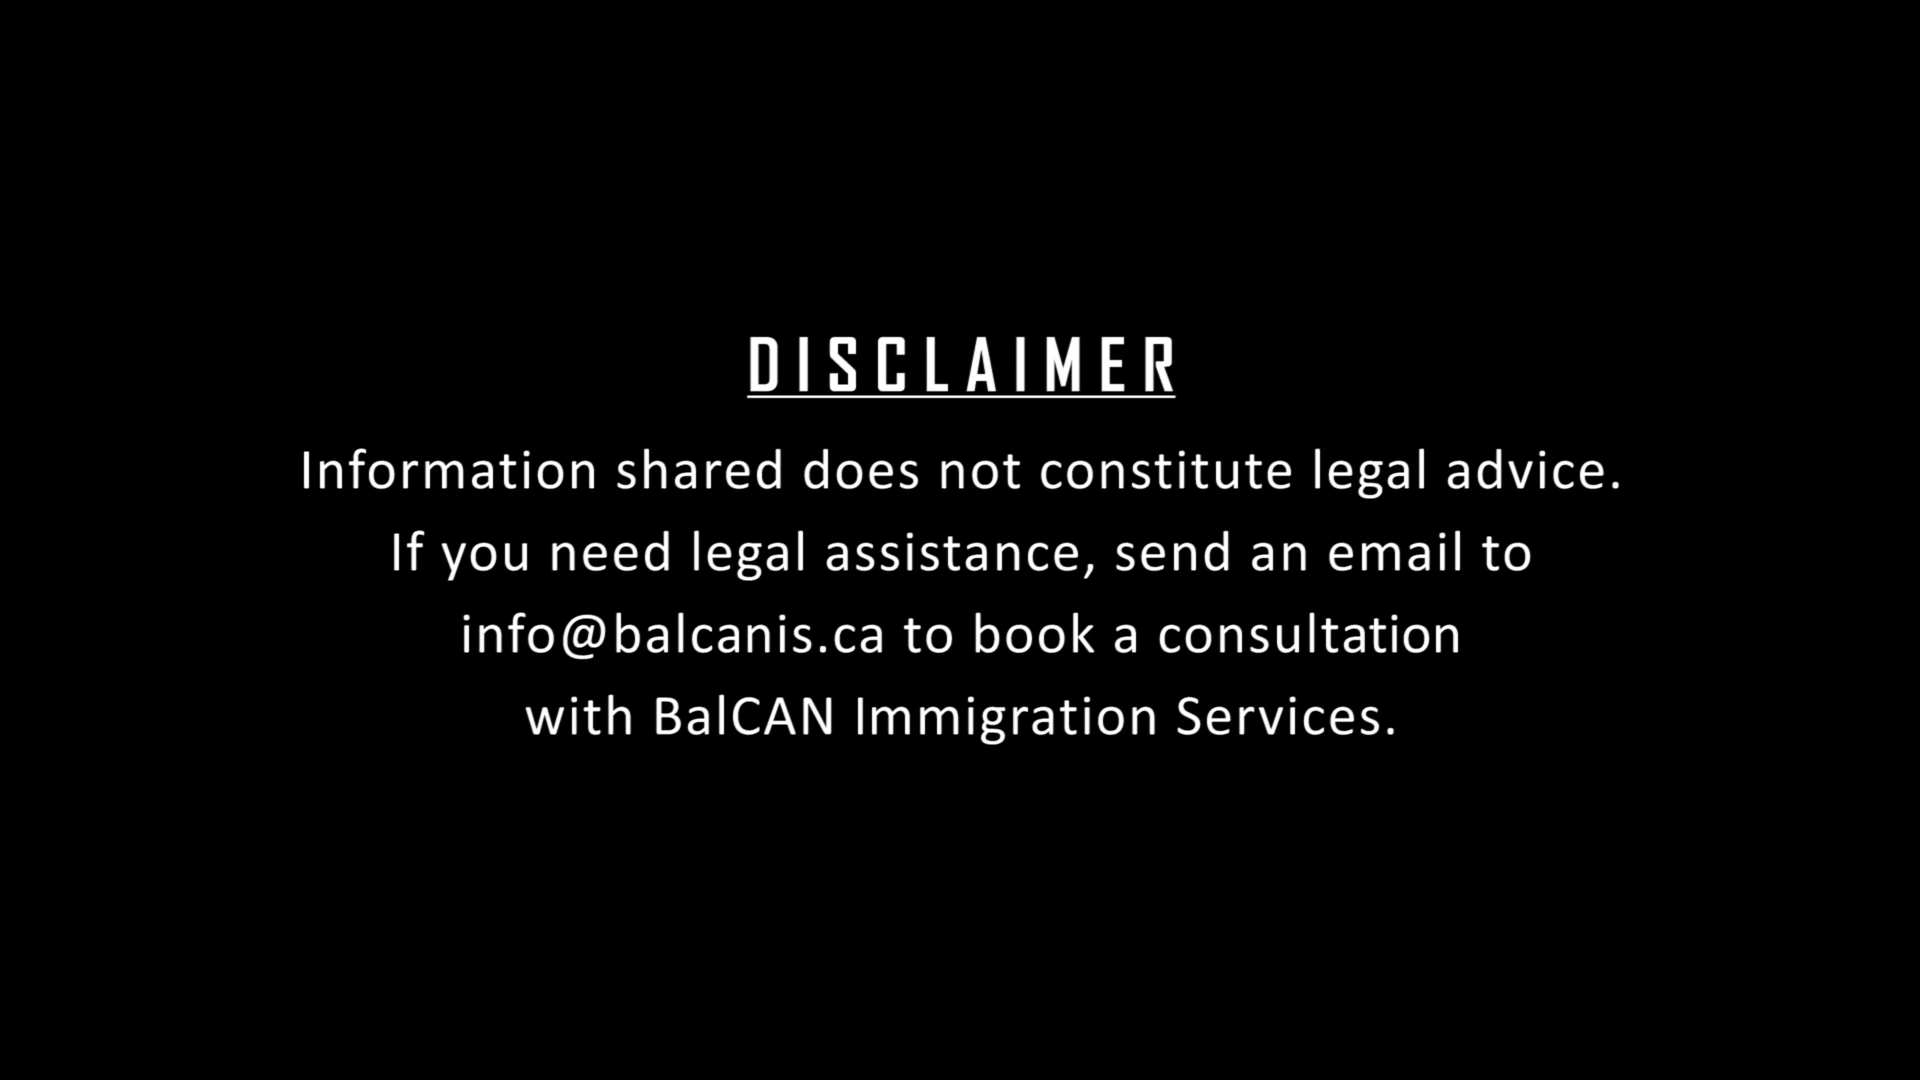 DISCLAIMER
Information shared does not constitute legal advice.
If you need legal assistance, send an email to
info@balcanis.ca to book a consultation
with BalCAN Immigration Services.